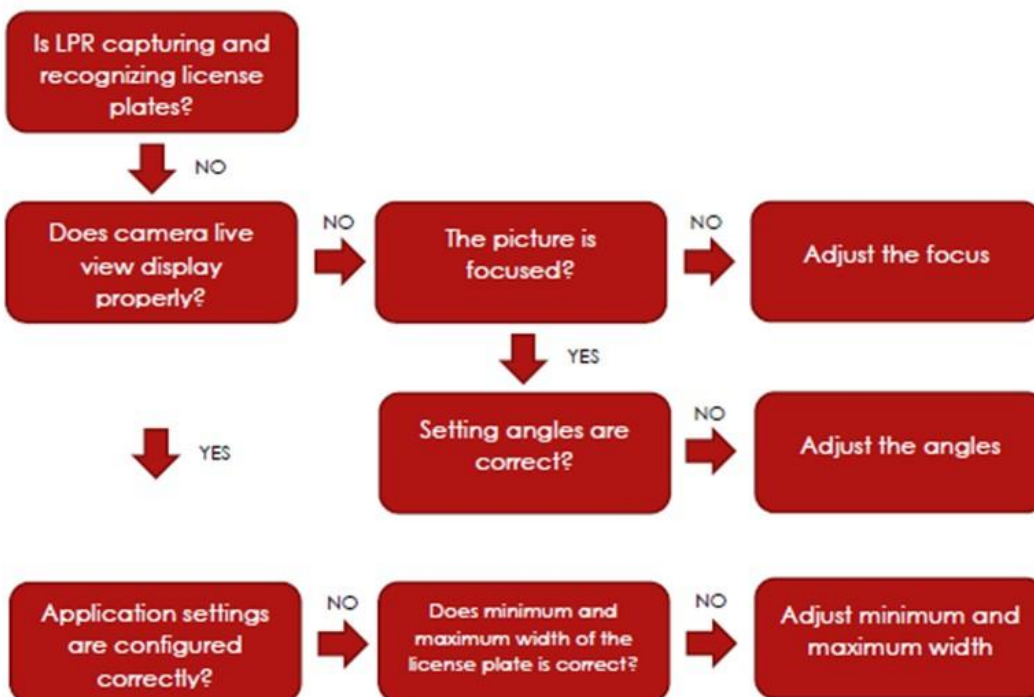 Is LPR capturing and
recognizing license
plates?
NO
Does camera live
view display
properly?
NO
The picture is
focused?
NO
Adjust the focus
YES
Setting angles are
correct?
NO
Adjust the angles
YES
Application settings
are configured
correctly?
NO
Does minimum and
maximum width of the
license plate is correct?
NO
Adjust minimum and
maximum width